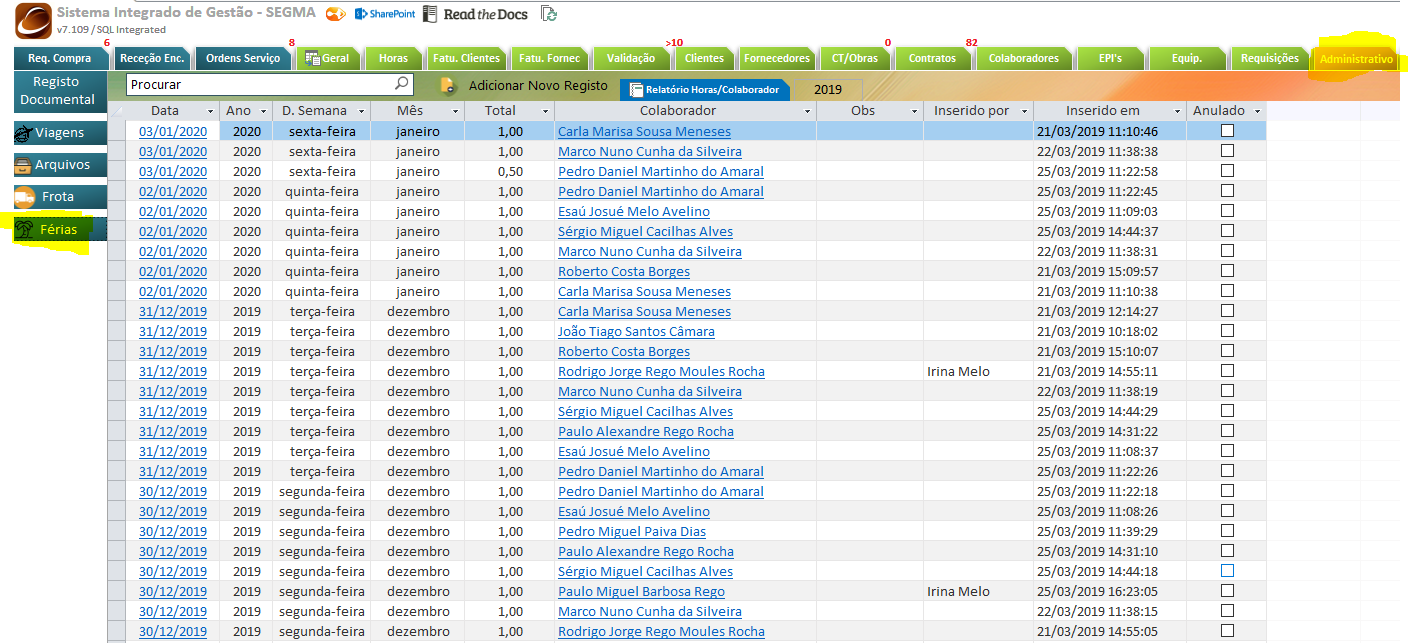 Sistema Integrado de Gestão - SEGMA SharePoint Read the Docs
v7.109 / SQL Integrated
6 8 >10 0 82
Req. Compra Receção Enc. Ordens Serviço Geral Horas Fatu. Clientes Fatu. Fornec Validação Clientes Fornecedores CT/Obras Contratos Colaboradores EPI's Equip. Requisições Administrativo
Registo
Documental
Viagens
Arquivos
Frota
Férias
Procurar Adicionar Novo Registo Relatório Horas/Colaborador 2019
Data Ano D. Semana Mês Total Colaborador Obs Inserido por Inserido em Anulado
03/01/2020 2020 sexta-feira janeiro 1,00 Carla Marisa Sousa Meneses 21/03/2019 11:10:46
03/01/2020 2020 sexta-feira janeiro 1,00 Marco Nuno Cunha da Silveira 22/03/2019 11:38:38
03/01/2020 2020 sexta-feira janeiro 0,50 Pedro Daniel Martinho do Amaral 25/03/2019 11:22:58
02/01/2020 2020 quinta-feira janeiro 1,00 Pedro Daniel Martinho do Amaral 25/03/2019 11:22:45
02/01/2020 2020 quinta-feira janeiro 1,00 Esaú Josué Melo Avelino 25/03/2019 11:09:03
02/01/2020 2020 quinta-feira janeiro 1,00 Sérgio Miguel Cacilhas Alves 25/03/2019 14:44:37
02/01/2020 2020 quinta-feira janeiro 1,00 Marco Nuno Cunha da Silveira 22/03/2019 11:38:31
02/01/2020 2020 quinta-feira janeiro 1,00 Roberto Costa Borges 21/03/2019 15:09:57
02/01/2020 2020 quinta-feira janeiro 1,00 Carla Marisa Sousa Meneses 21/03/2019 11:10:38
31/12/2019 2019 terça-feira dezembro 1,00 Carla Marisa Sousa Meneses 21/03/2019 12:14:27
31/12/2019 2019 terça-feira dezembro 1,00 João Tiago Santos Câmara 21/03/2019 10:18:02
31/12/2019 2019 terça-feira dezembro 1,00 Roberto Costa Borges 21/03/2019 15:10:07
31/12/2019 2019 terça-feira dezembro 1,00 Rodrigo Jorge Rego Moules Rocha Irina Melo 21/03/2019 14:55:11
31/12/2019 2019 terça-feira dezembro 1,00 Marco Nuno Cunha da Silveira 22/03/2019 11:38:19
31/12/2019 2019 terça-feira dezembro 1,00 Sérgio Miguel Cacilhas Alves 25/03/2019 14:44:29
31/12/2019 2019 terça-feira dezembro 1,00 Paulo Alexandre Rego Rocha 25/03/2019 14:31:22
31/12/2019 2019 terça-feira dezembro 1,00 Esaú Josué Melo Avelino 25/03/2019 11:08:37
31/12/2019 2019 terça-feira dezembro 1,00 Pedro Daniel Martinho do Amaral 25/03/2019 11:22:26
30/12/2019 2019 segunda-feira dezembro 1,00 Pedro Daniel Martinho do Amaral 25/03/2019 11:22:18
30/12/2019 2019 segunda-feira dezembro 1,00 Esaú Josué Melo Avelino 25/03/2019 11:08:26
30/12/2019 2019 segunda-feira dezembro 1,00 Pedro Miguel Paiva Dias 25/03/2019 11:39:29
30/12/2019 2019 segunda-feira dezembro 1,00 Paulo Alexandre Rego Rocha 25/03/2019 14:31:10
30/12/2019 2019 segunda-feira dezembro 1,00 Sérgio Miguel Cacilhas Alves 25/03/2019 14:44:18
30/12/2019 2019 segunda-feira dezembro 1,00 Paulo Miguel Barbosa Rego Irina Melo 25/03/2019 16:23:05
30/12/2019 2019 segunda-feira dezembro 1,00 Marco Nuno Cunha da Silveira 22/03/2019 11:38:15
30/12/2019 2019 segunda-feira dezembro 1,00 Rodrigo Jorge Rego Moules Rocha 21/03/2019 14:55:05